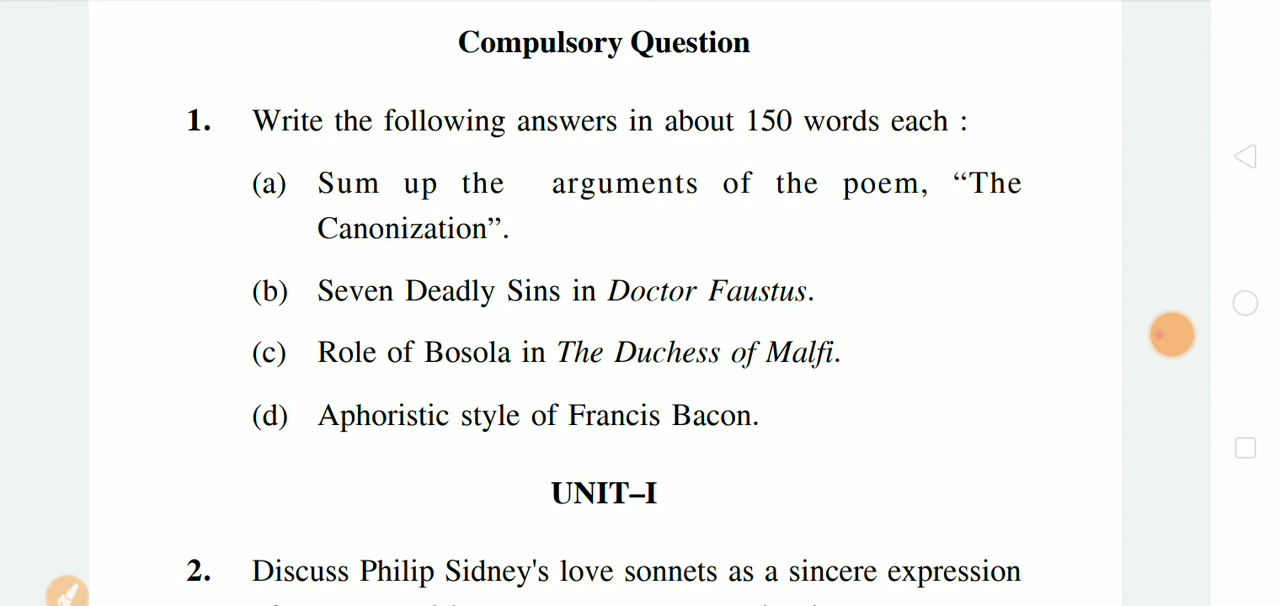 Compulsory Question
1. Write the following answers in about 150 words each :
(a) Sum up the arguments of the poem, “The
Canonization”.
(b) Seven Deadly Sins in Doctor Faustus.
(c) Role of Bosola in The Duchess of Malfi.
(d) Aphoristic style of Francis Bacon.
UNIT–I
2. Discuss Philip Sidney's love sonnets as a sincere expression